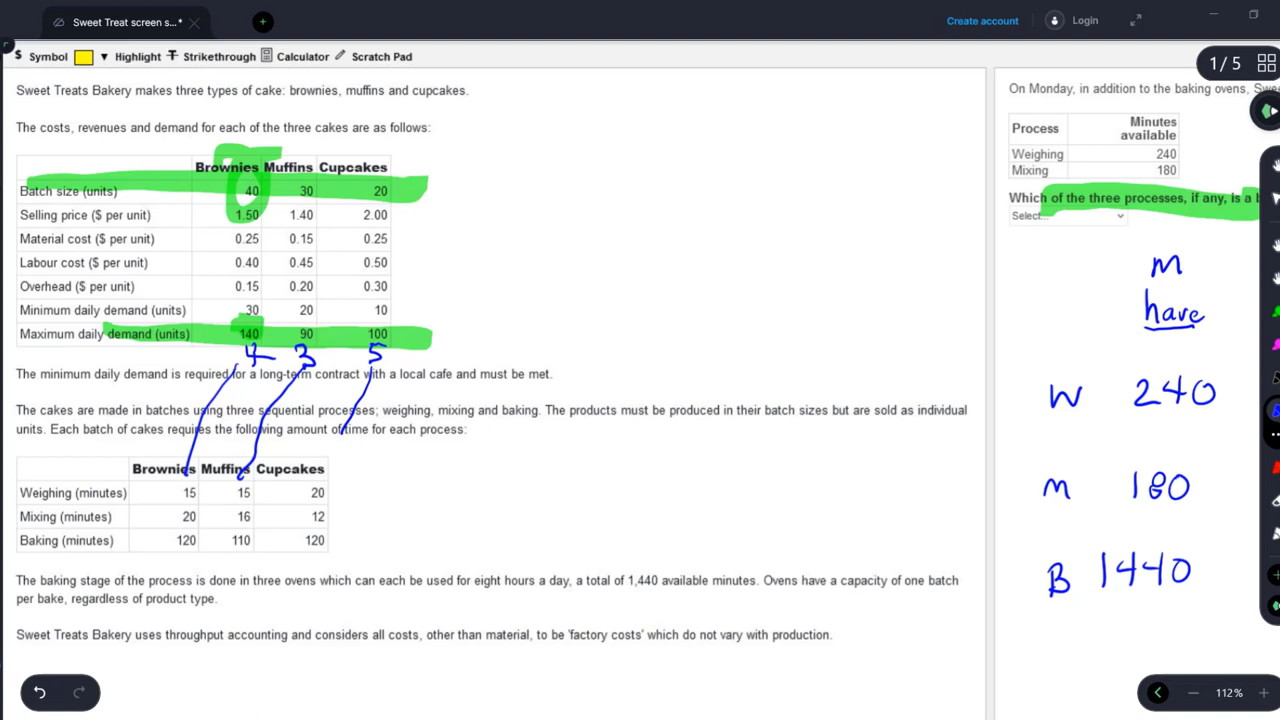 Sweet Treat screen s...*
Create account
Login
$ Symbol Highlight Strikethrough Calculator Scratch Pad
1/5
Sweet Treats Bakery makes three types of cake: brownies, muffins and cupcakes.
The costs, revenues and demand for each of the three cakes are as follows:
Brownies Muffins Cupcakes
Batch size (units) 40 30 20
Selling price ($ per unit) 1.50 1.40 2.00
Material cost ($ per unit) 0.25 0.15 0.25
Labour cost ($ per unit) 0.40 0.45 0.50
Overhead ($ per unit) 0.15 0.20 0.30
Minimum daily demand (units) 30 20 10
Maximum daily demand (units) 140 90 100
4 3 5
The minimum daily demand is required for a long-term contract with a local cafe and must be met.
The cakes are made in batches using three sequential processes; weighing, mixing and baking. The products must be produced in their batch sizes but are sold as individual
units. Each batch of cakes requires the following amount of time for each process:
Brownies Muffins Cupcakes
Weighing (minutes) 15 15 20
Mixing (minutes) 20 16 12
Baking (minutes) 120 110 120
The baking stage of the process is done in three ovens which can each be used for eight hours a day, a total of 1,440 available minutes. Ovens have a capacity of one batch
per bake, regardless of product type.
Sweet Treats Bakery uses throughput accounting and considers all costs, other than material, to be 'factory costs' which do not vary with production.
On Monday, in addition to the baking ovens, Swe
Process Minutes
available
Weighing 240
Mixing 180
Which of the three processes, if any, is a b
Select...
M
have
W 240
M 180
B 1440
112%